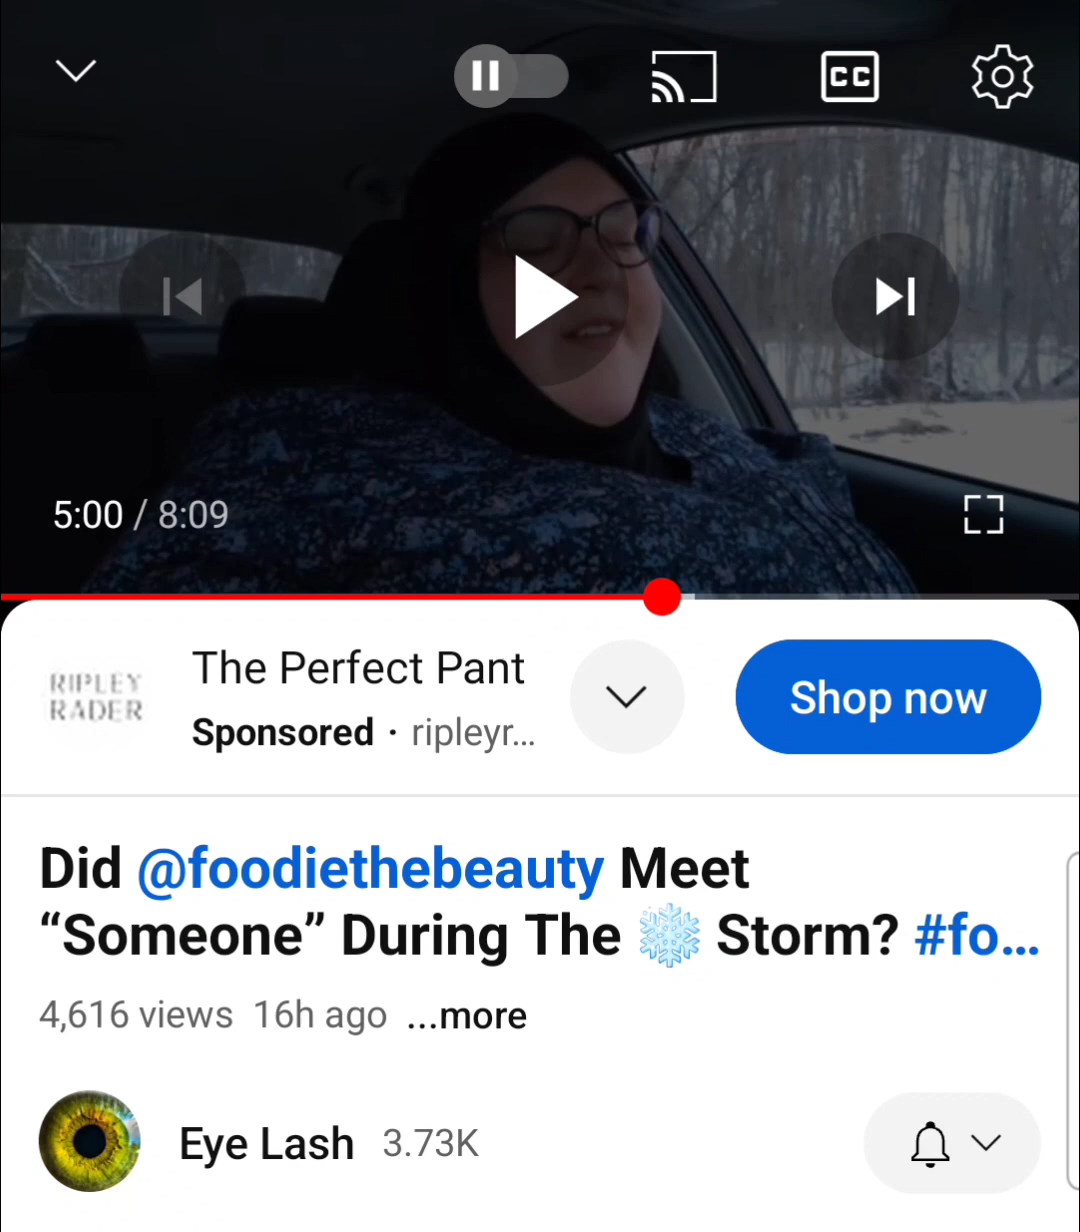 CC
5:00 / 8:09
RIPLEY
RADER
The Perfect Pant
Sponsored · ripleyr...
Shop now
Did @foodiethebeauty Meet
“Someone” During The ❄️ Storm? #fo...
4,616 views 16h ago ...more
Eye Lash 3.73K